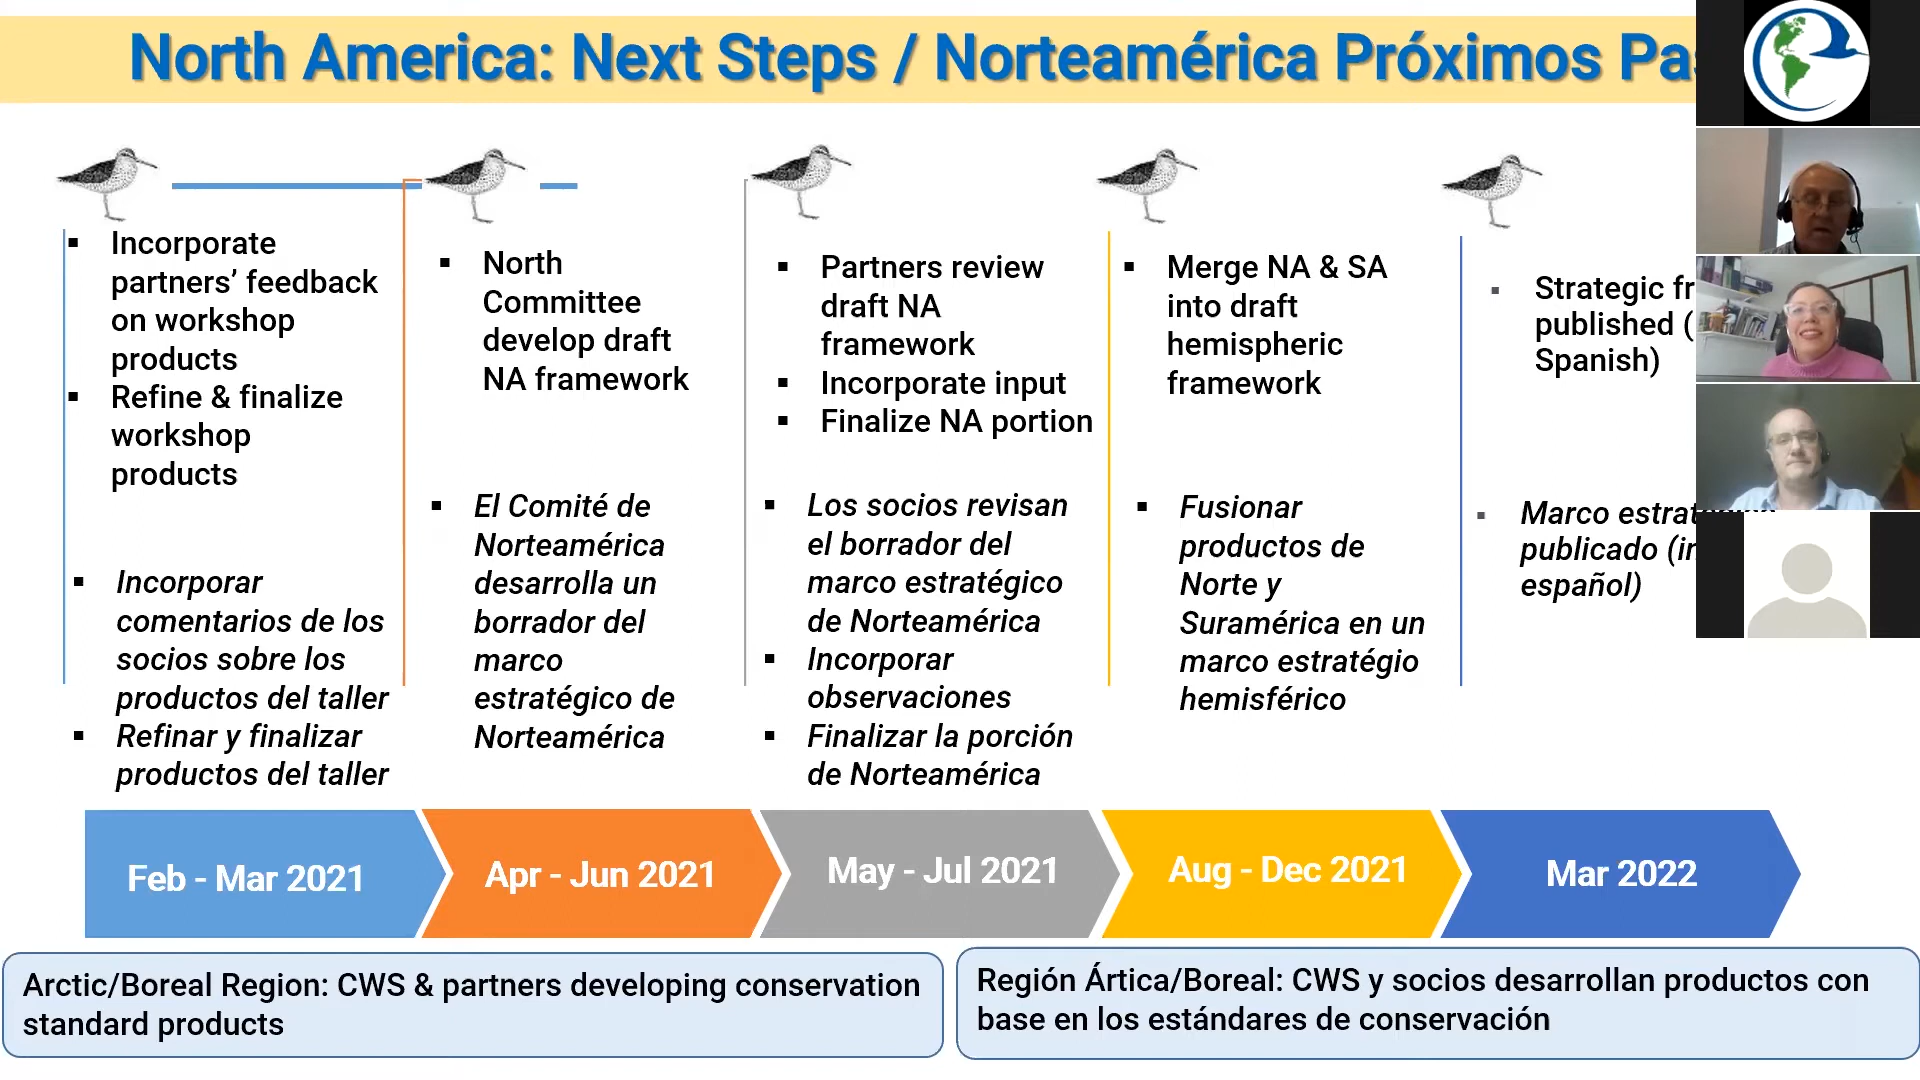 North America: Next Steps / Norteamérica Próximos
Incorporate
partners’ feedback
on workshop
products
Refine & finalize
workshop
products
Incorporar
comentarios de los
socios sobre los
productos del taller
Refinar y finalizar
productos del taller
North
Committee
develop draft
NA framework
El Comité de
Norteamérica
desarrolla un
borrador del
marco
estratégico de
Norteamérica
Partners review
draft NA
framework
Incorporate input
Finalize NA portion
Los socios revisan
el borrador del
marco estratégico
de Norteamérica
Incorporar
observaciones
Finalizar la porción
de Norteamérica
Merge NA & SA
into draft
hemispheric
framework
Fusionar
productos de
Norte y
Suramérica en un
marco estratégio
hemisférico
Strategic
published (
Spanish)
Marco
publicado
español)
Feb - Mar 2021
Apr - Jun 2021
May - Jul 2021
Aug - Dec 2021
Mar 2022
Arctic/Boreal Region: CWS & partners developing conservation
standard products
Región Ártica/Boreal: CWS y socios desarrollan productos con
base en los estándares de conservación